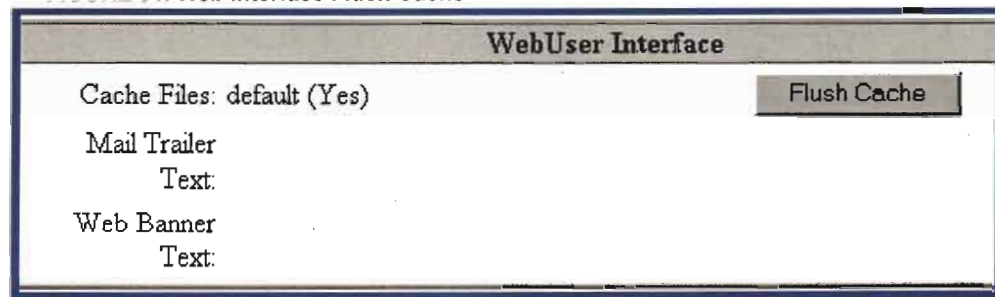 WebUser Interface
Cache Files: default (Yes) Flush Cache
Mail Trailer
Text:
Web Banner
Text: